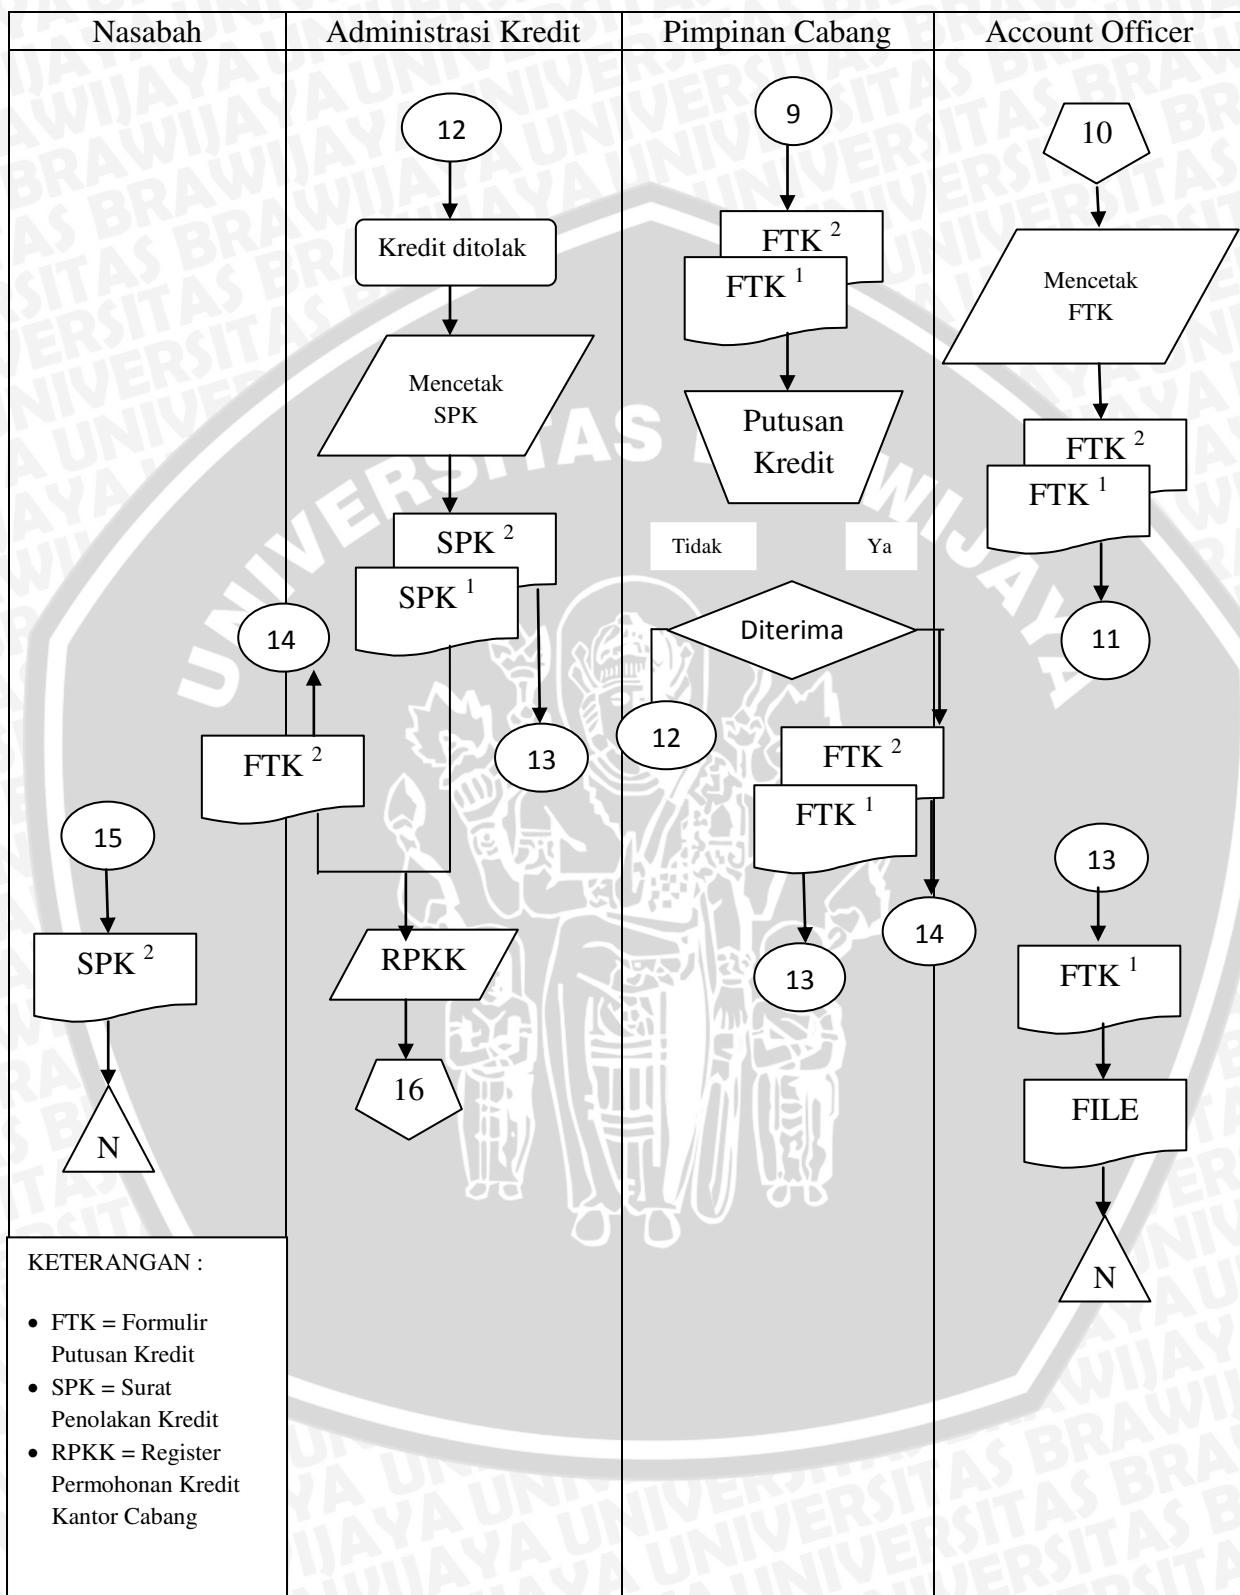 Nasabah
Administrasi Kredit
Pimpinan Cabang
Account Officer
15
SPK 2
N
12
Kredit ditolak
Mencetak
SPK
SPK 2
SPK 1
14
13
FTK 2
RPKK
16
9
FTK 2
FTK 1
Putusan
Kredit
Tidak
Ya
Diterima
12
FTK 2
FTK 1
13
14
10
Mencetak
FTK
FTK 2
FTK 1
11
13
FTK 1
FILE
N
KETERANGAN :
• FTK = Formulir
Putusan Kredit
• SPK = Surat
Penolakan Kredit
• RPKK = Register
Permohonan Kredit
Kantor Cabang
UNIVERSITAS BRAWIJAYA